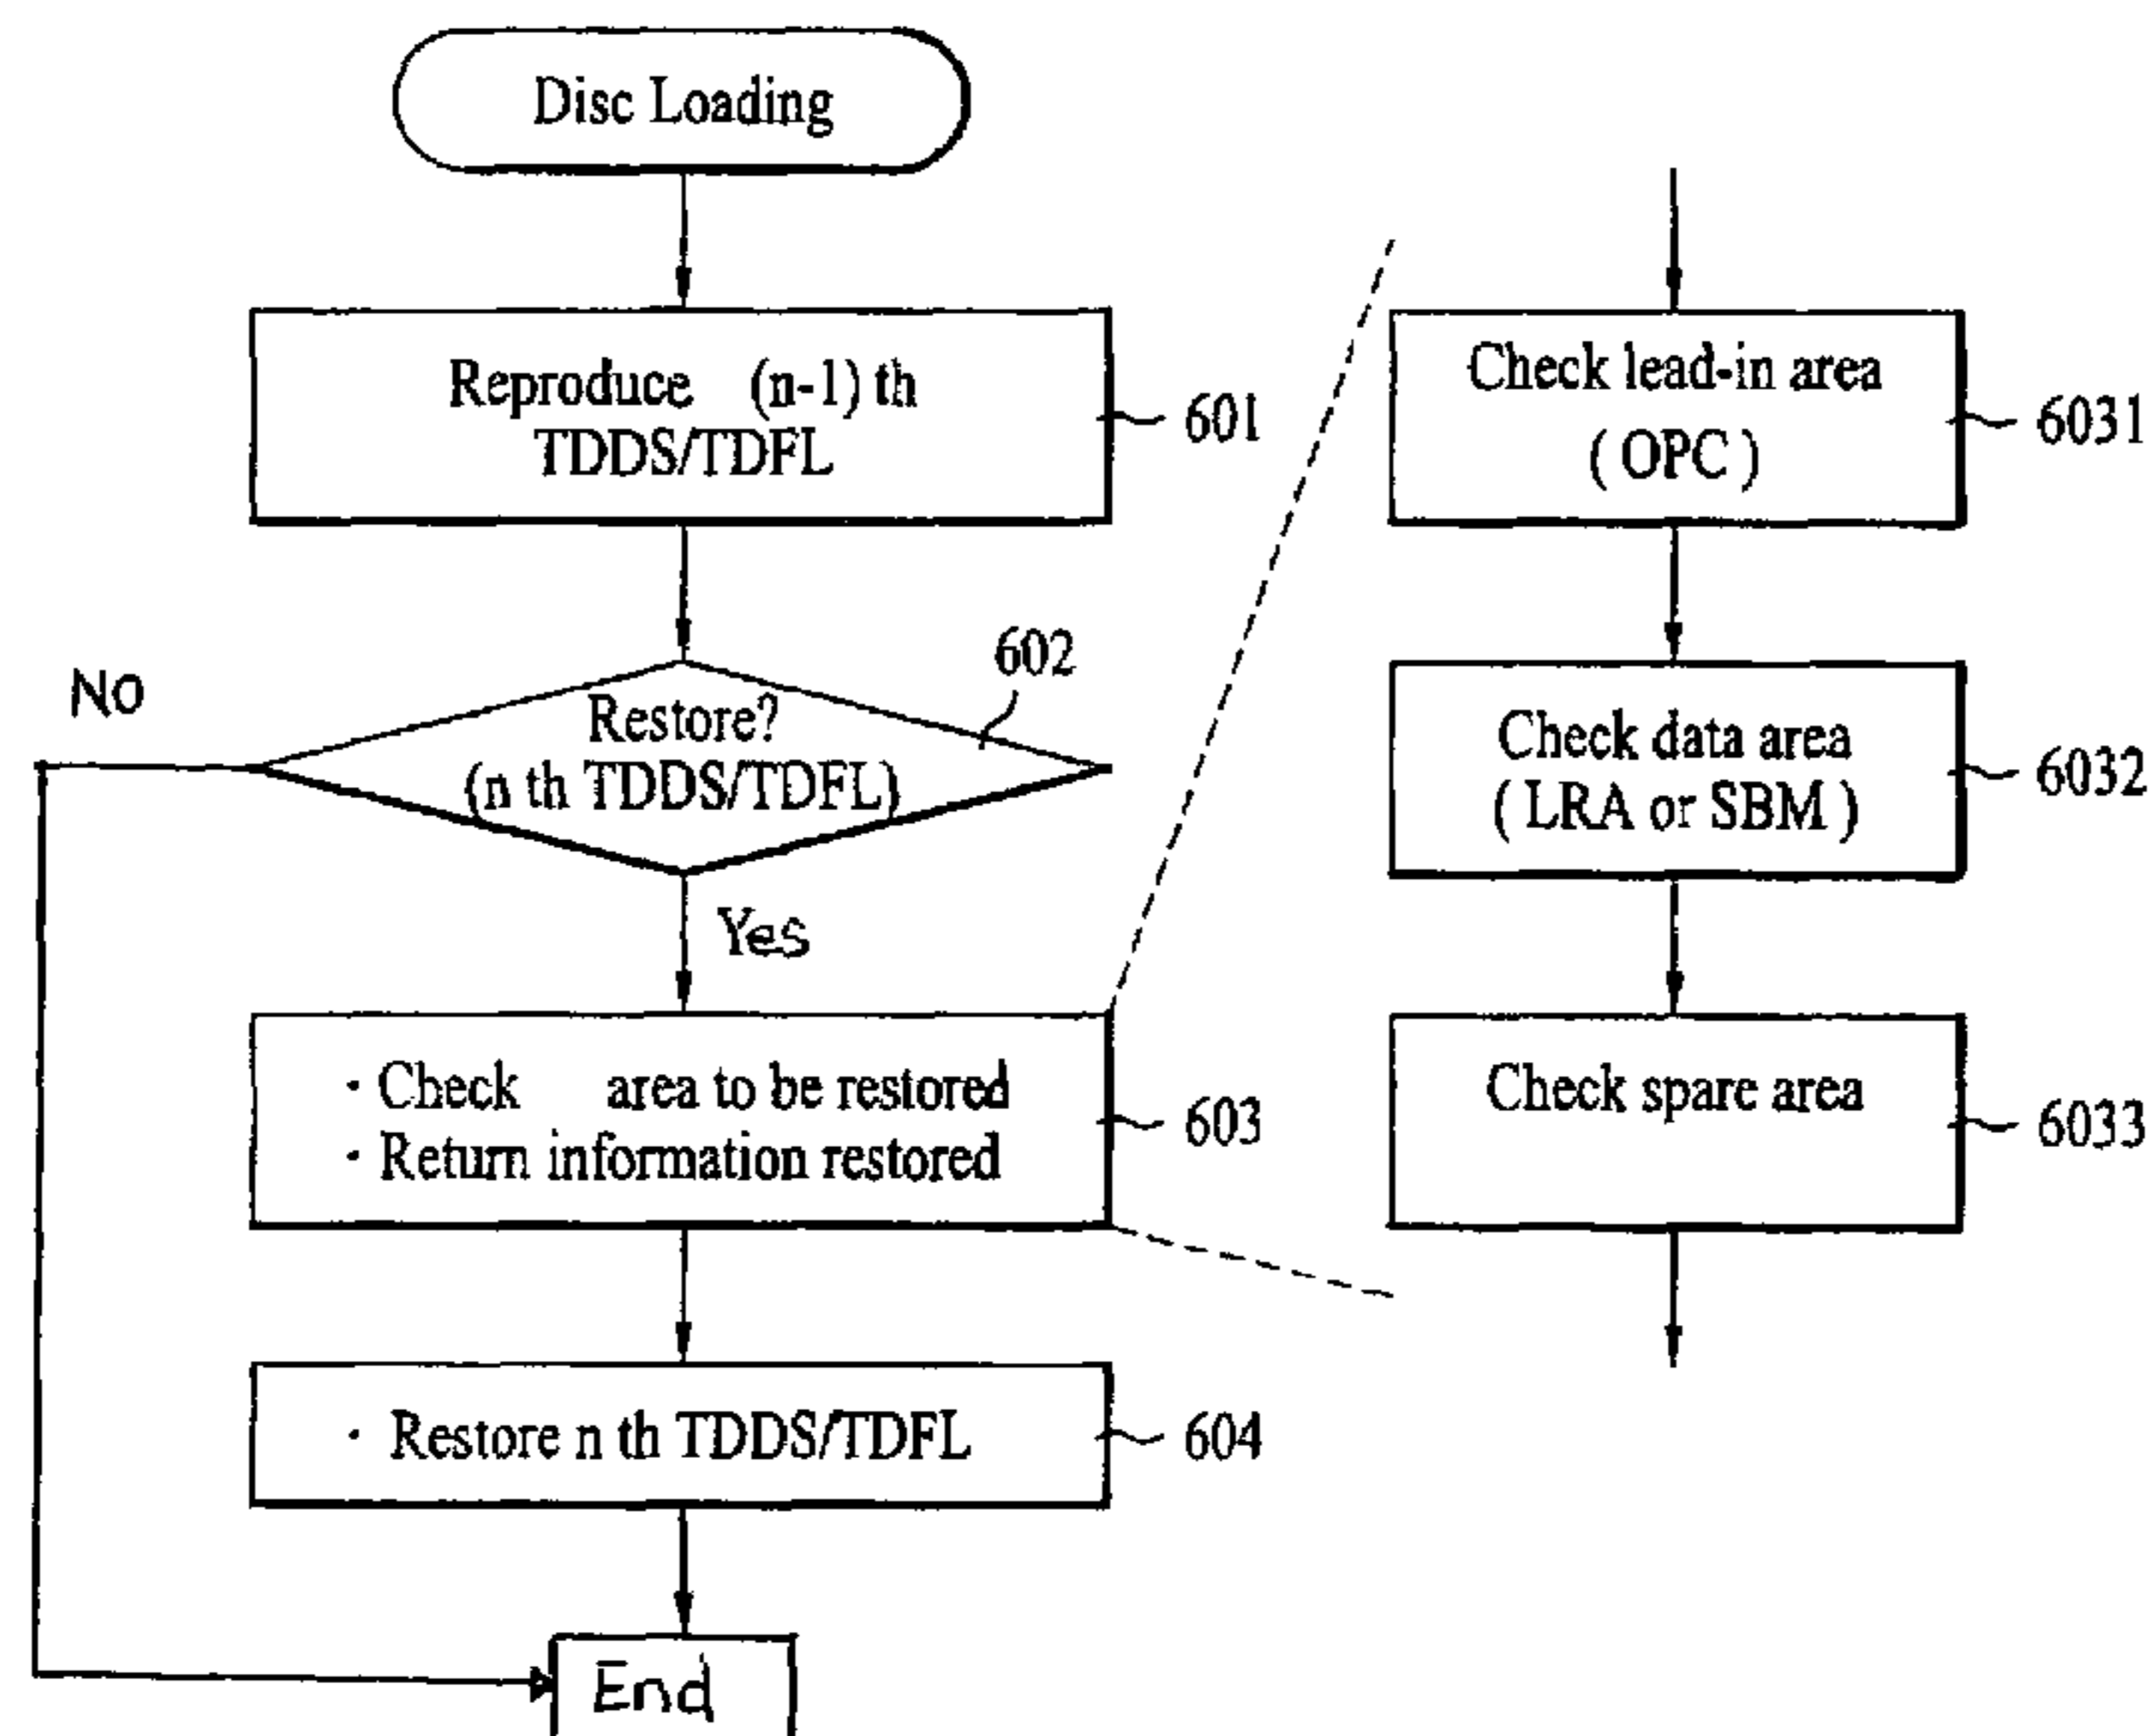 Disc Loading
Reproduce (n-1) th
TDDS/TDFL
601
602
No
Restore?
(n th TDDS/TDFL)
Yes
· Check area to be restored
· Return information restored
603
· Restore n th TDDS/TDFL
604
End
Check lead-in area
( OPC )
6031
Check data area
( LRA or SBM )
6032
Check spare area
6033